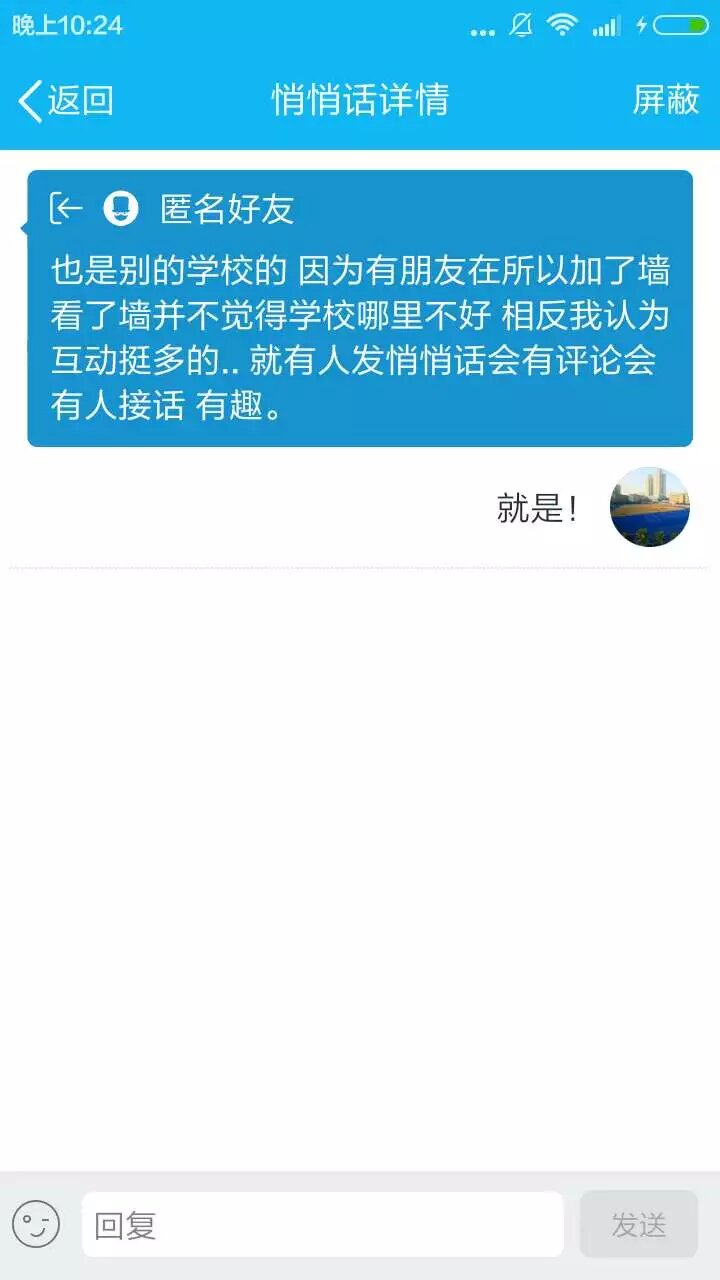 晚上10:24
返回
悄悄话详情
屏蔽
匿名好友
也是别的学校的 因为有朋友在所以加了墙
看了墙并不觉得学校哪里不好 相反我认为
互动挺多的.. 就有人发悄悄话会有评论会
有人接话 有趣。
就是！
回复
发送